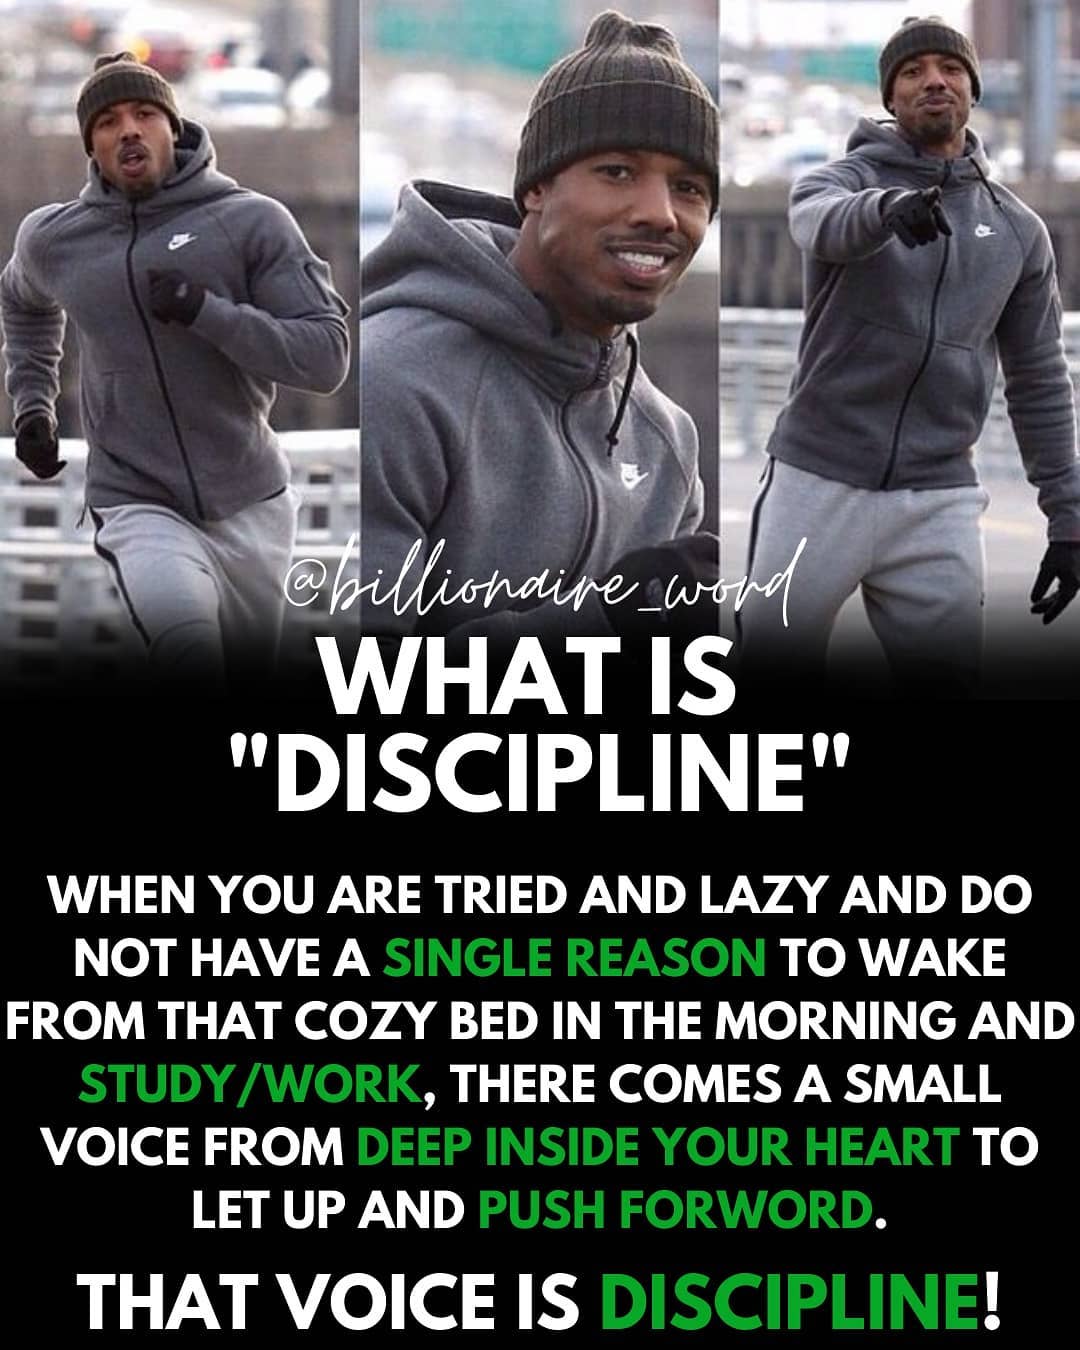 @billionaire_word
WHAT IS
"DISCIPLINE"
WHEN YOU ARE TRIED AND LAZY AND DO
NOT HAVE A SINGLE REASON TO WAKE
FROM THAT COZY BED IN THE MORNING AND
STUDY/WORK, THERE COMES A SMALL
VOICE FROM DEEP INSIDE YOUR HEART TO
LET UP AND PUSH FORWORD.
THAT VOICE IS DISCIPLINE!